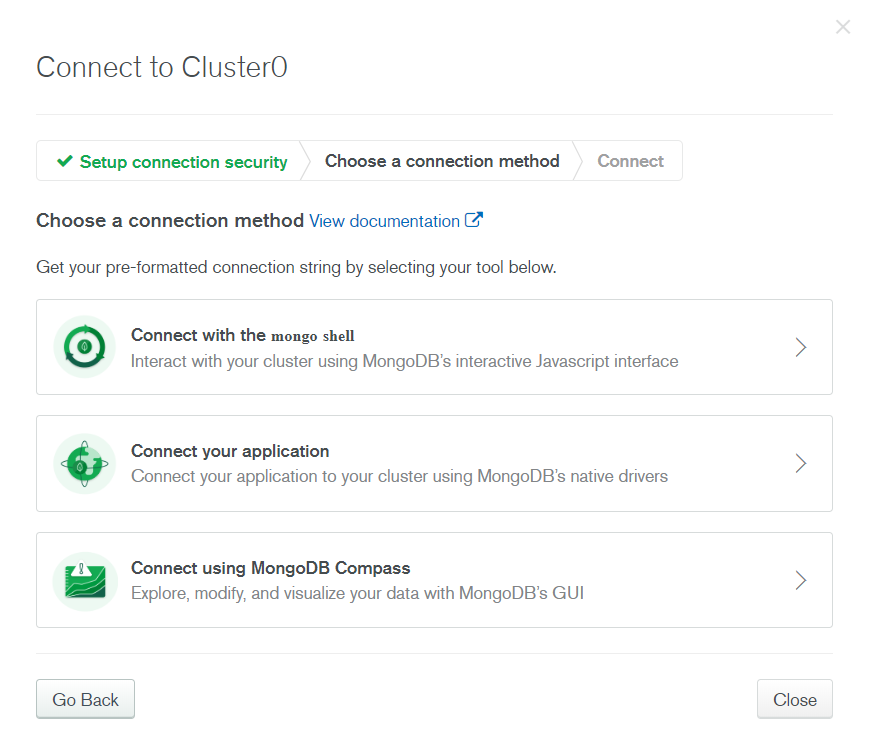 Connect to Cluster0
Setup connection security
Choose a connection method
Connect
Choose a connection method View documentation
Get your pre-formatted connection string by selecting your tool below.
Connect with the mongo shell
Interact with your cluster using MongoDB's interactive Javascript interface
Connect your application
Connect your application to your cluster using MongoDB's native drivers
Connect using MongoDB Compass
Explore, modify, and visualize your data with MongoDB's GUI
Go Back
Close